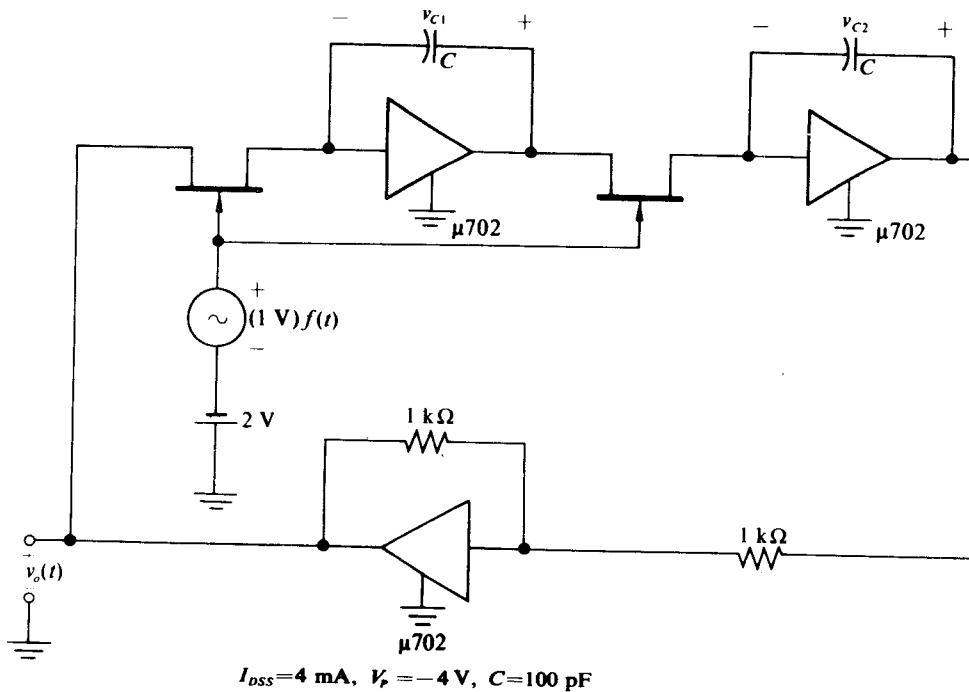 − v_C1 +
C
− v_C2 +
C
μ702
μ702
+
(1 V) f(t)
−
2 V
1 kΩ
1 kΩ
v_o(t)
μ702
I_DSS=4 mA, V_P =−4 V, C=100 pF